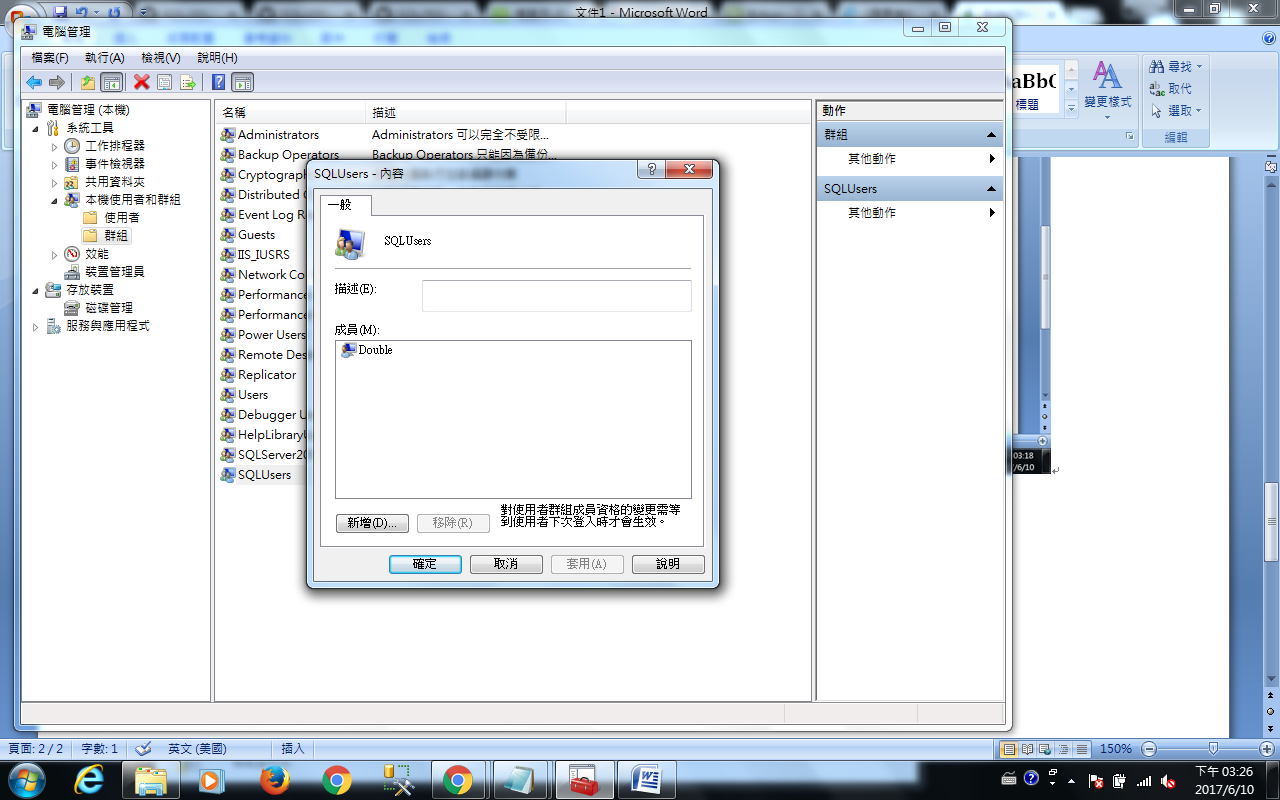 文件1 - Microsoft Word
電腦管理
檔案(F) 執行(A) 檢視(V) 說明(H)
電腦管理 (本機)
系統工具
工作排程器
事件檢視器
共用資料夾
本機使用者和群組
使用者
群組
效能
裝置管理員
存放裝置
磁碟管理
服務與應用程式
名稱 描述
Administrators Administrators 可以完全不受限...
Backup Operators Backup Operators 只能因為備份...
Cryptograph
Distributed
Event Log R
Guests
IIS_IUSRS
Network Co
Performance
Performance
Power Users
Remote Des
Replicator
Users
Debugger U
HelpLibrary
SQLServer20
SQLUsers
SQLUsers - 內容
一般
SQLUsers
描述(E):
成員(M):
Double
新增(D)... 移除(R)
對使用者群組成員資格的變更需等
到使用者下次登入時才會生效。
確定 取消 套用(A) 說明
動作
群組
其他動作
SQLUsers
其他動作
AaBbC
標題
變更樣式
尋找
取代
選取
編輯
03:18
/6/10
頁面: 2 / 2 字數: 1 英文 (美國) 插入 150%
下午 03:26
2017/6/10